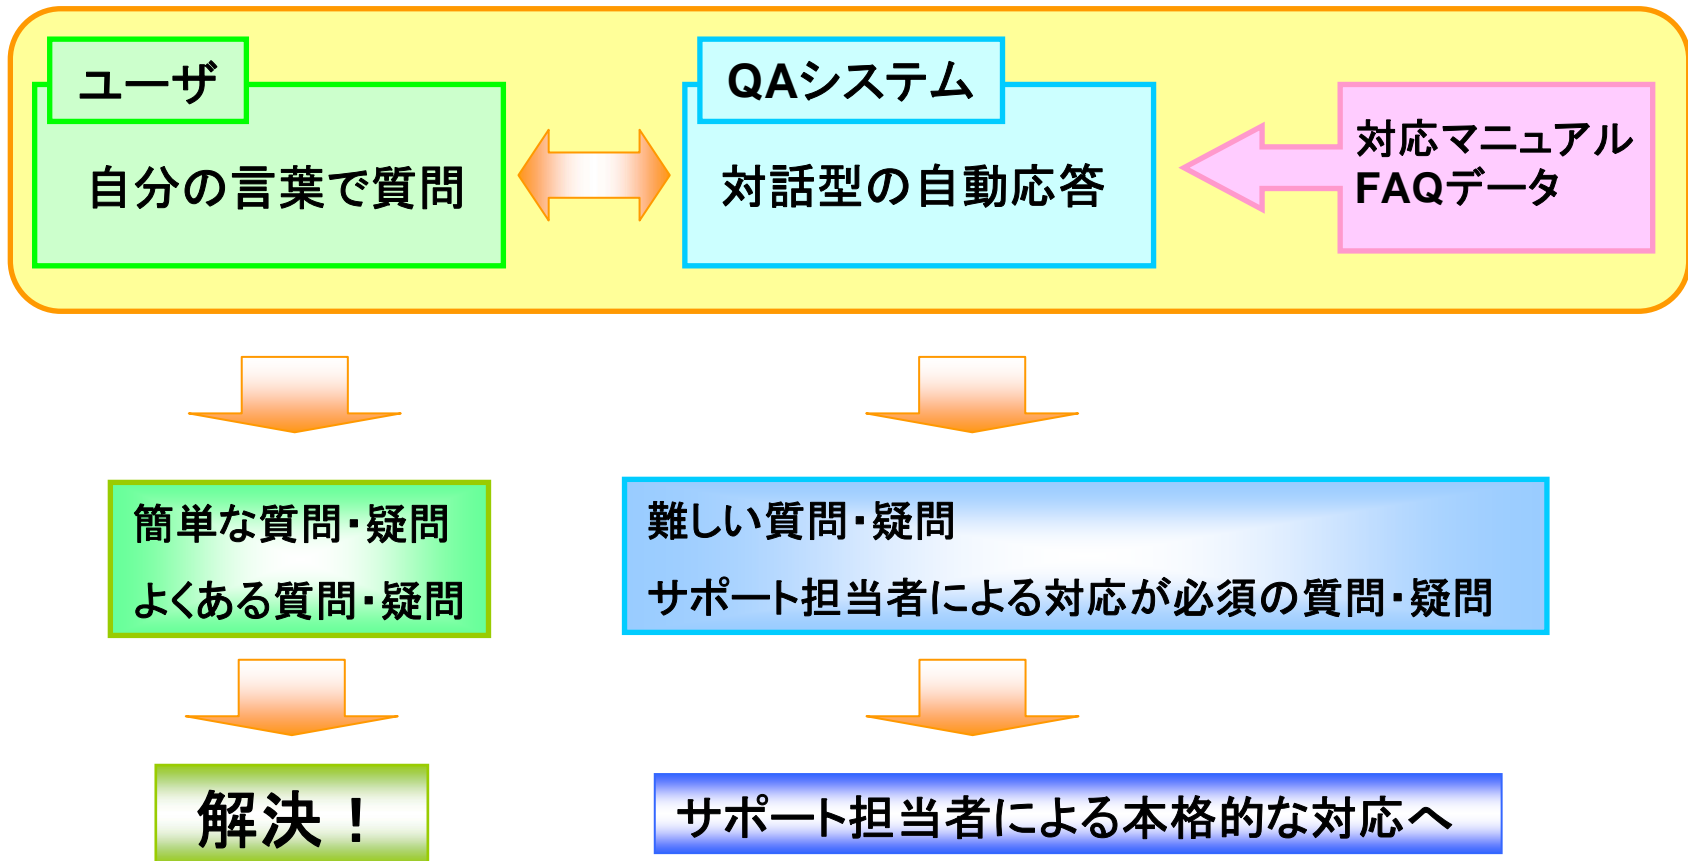 ユーザ
自分の言葉で質問
QAシステム
対話型の自動応答
対応マニュアル
FAQデータ
簡単な質問・疑問
よくある質問・疑問
難しい質問・疑問
サポート担当者による対応が必須の質問・疑問
解決！
サポート担当者による本格的な対応へ